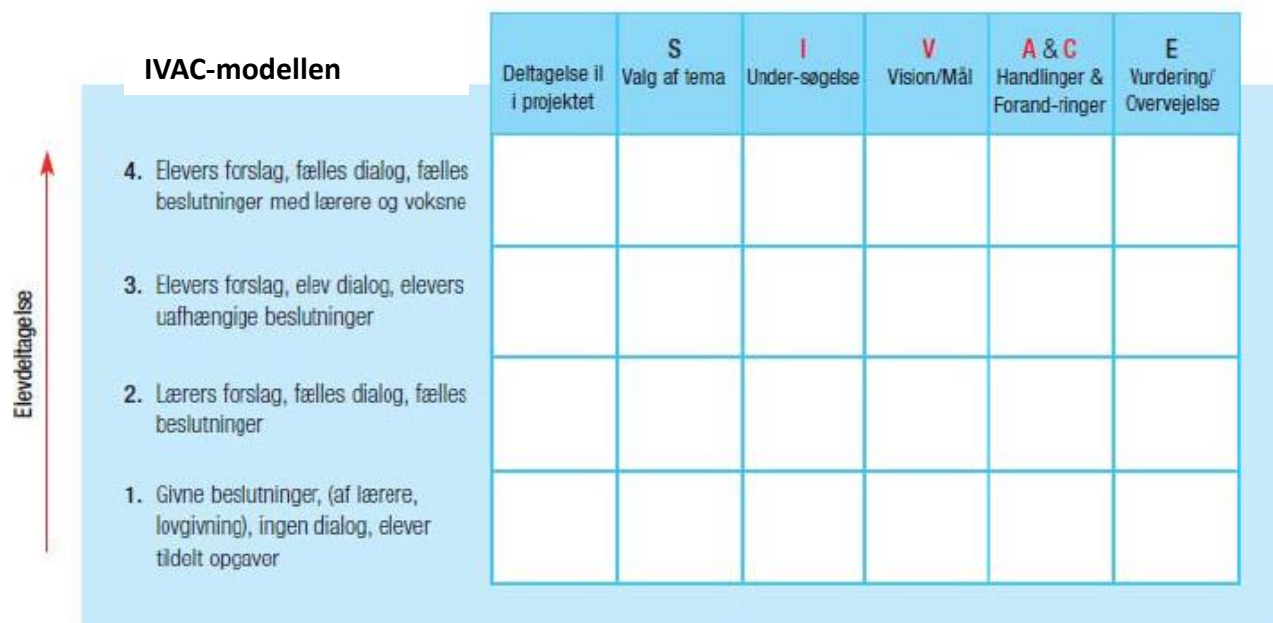 IVAC-modellen
Deltagelse il
i projektet
S
Valg af tema
I
Under-søgelse
V
Vision/Mål
A & C
Handlinger &
Forand-ringer
E
Vurdering/
Overvejelse
Elevdeltagelse
4. Elevers forslag, fælles dialog, fælles
beslutninger med lærere og voksne
3. Elevers forslag, elev dialog, elevers
uafhængige beslutninger
2. Lærers forslag, fælles dialog, fælles
beslutninger
1. Givne beslutninger, (af lærere,
lovgivning), ingen dialog, elever
tildelt opgaver